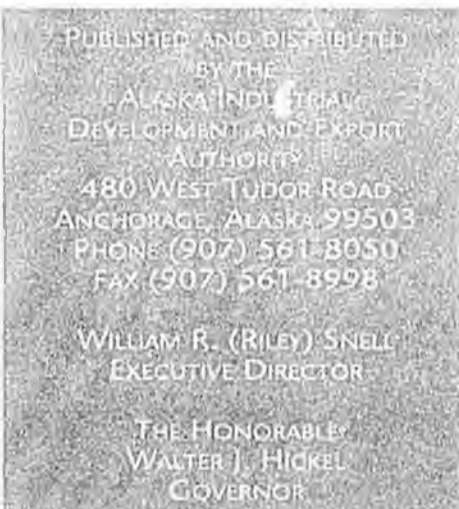 PUBLISHED AND DISTRIBUTED
BY THE
ALASKA INDUSTRIAL
DEVELOPMENT AND EXPORT
AUTHORITY
480 WEST TUDOR ROAD
ANCHORAGE, ALASKA 99503
PHONE (907) 561-8050
FAX (907) 561-8998
WILLIAM R. (RILEY) SNELL
EXECUTIVE DIRECTOR
THE HONORABLE
WALTER J. HICKEL
GOVERNOR